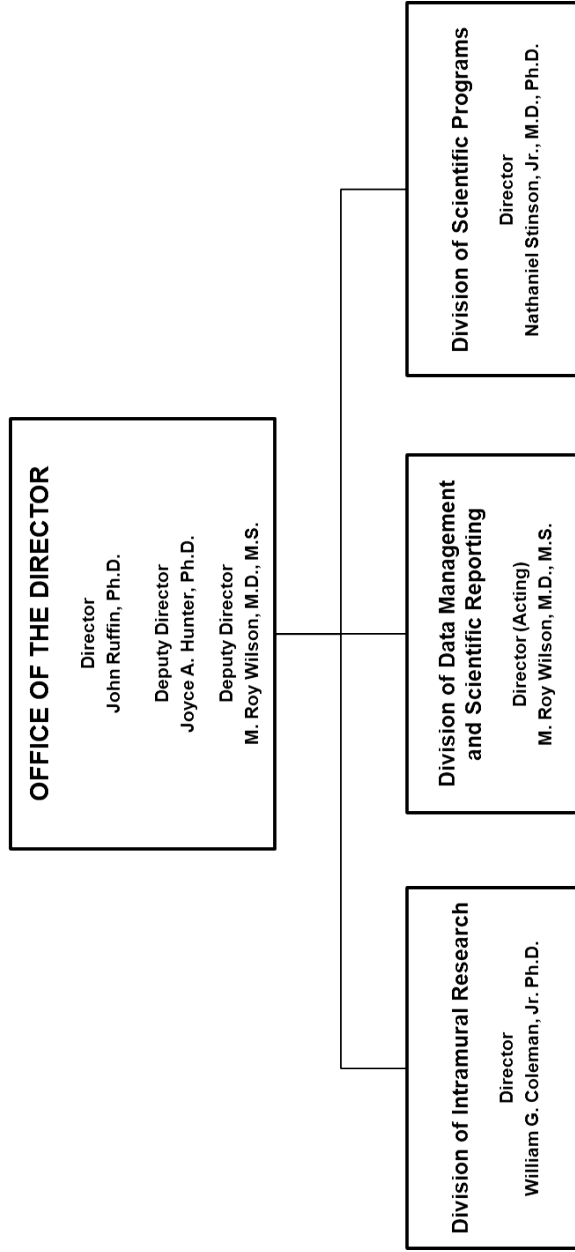 OFFICE OF THE DIRECTOR
Director
John Ruffin, Ph.D.
Deputy Director
Joyce A. Hunter, Ph.D.
Deputy Director
M. Roy Wilson, M.D., M.S.
Division of Intramural Research
Director
William G. Coleman, Jr. Ph.D.
Division of Data Management
and Scientific Reporting
Director (Acting)
M. Roy Wilson, M.D., M.S.
Division of Scientific Programs
Director
Nathaniel Stinson, Jr., M.D., Ph.D.